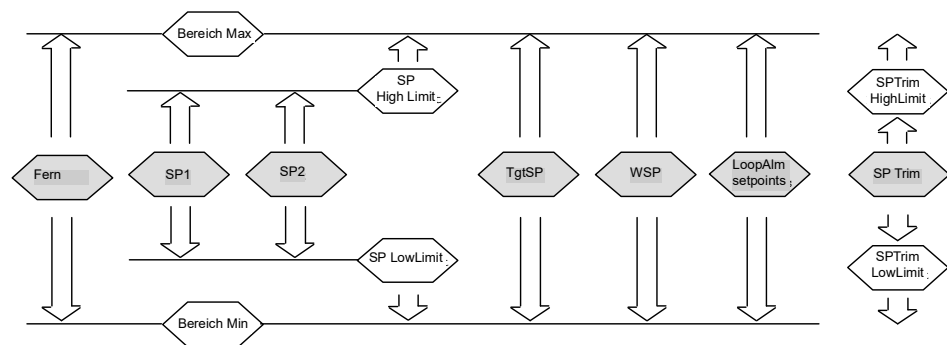 Bereich Max
SP
High Limit
SPTrim
HighLimit
Fern
SP1
SP2
TgtSP
WSP
LoopAlm
setpoints
SP Trim
SP LowLimit
SPTrim
LowLimit
Bereich Min